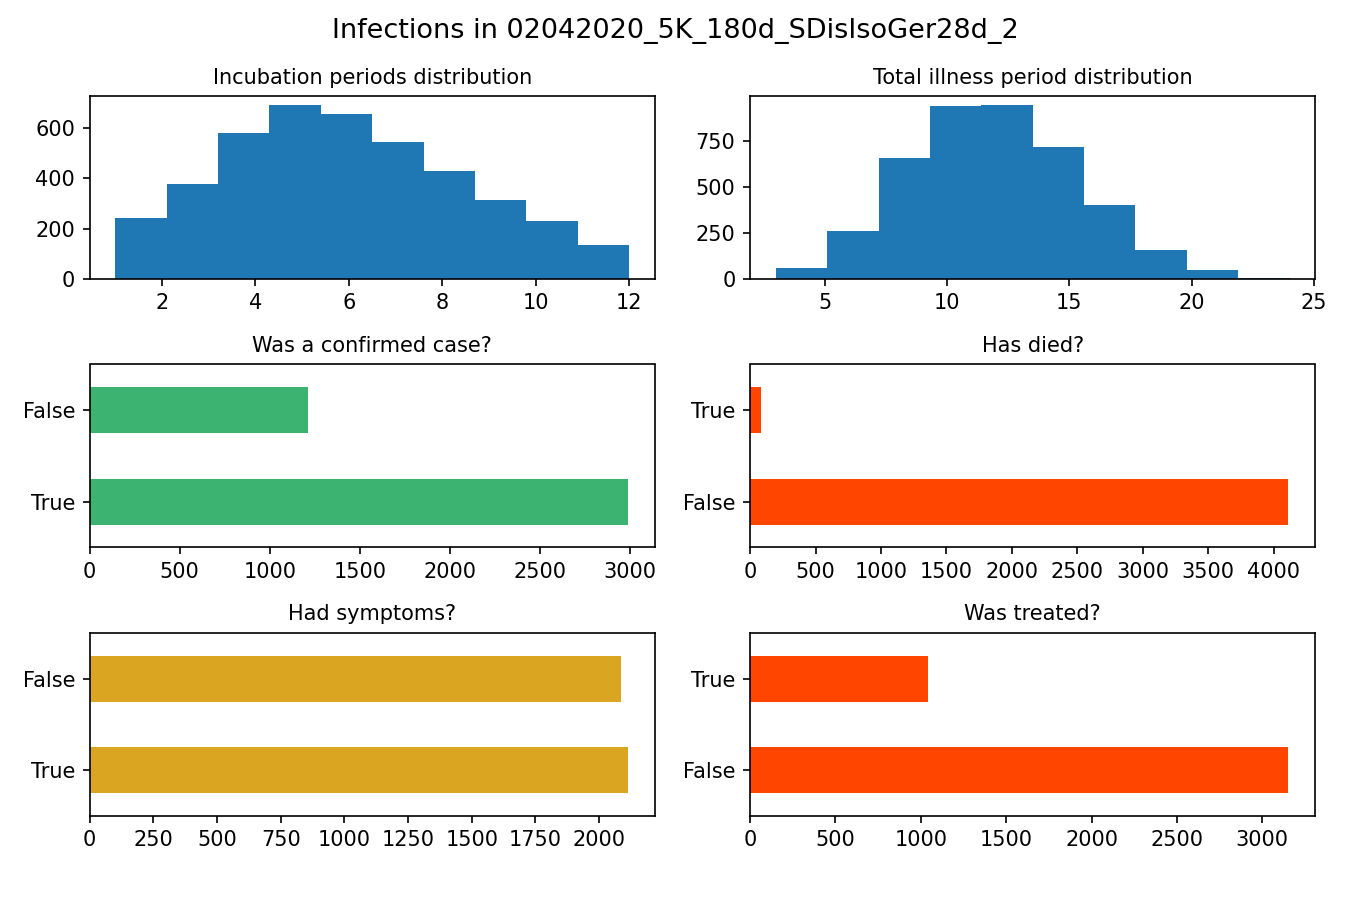 Infections in 02042020_5K_180d_SDisIsoGer28d_2
Incubation periods distribution
600
400
200
0
2 4 6 8 10 12
Total illness period distribution
750
500
250
0
5 10 15 20 25
Was a confirmed case?
False
True
0 500 1000 1500 2000 2500 3000
Has died?
True
False
0 500 1000 1500 2000 2500 3000 3500 4000
Had symptoms?
False
True
0 250 500 750 1000 1250 1500 1750 2000
Was treated?
True
False
0 500 1000 1500 2000 2500 3000